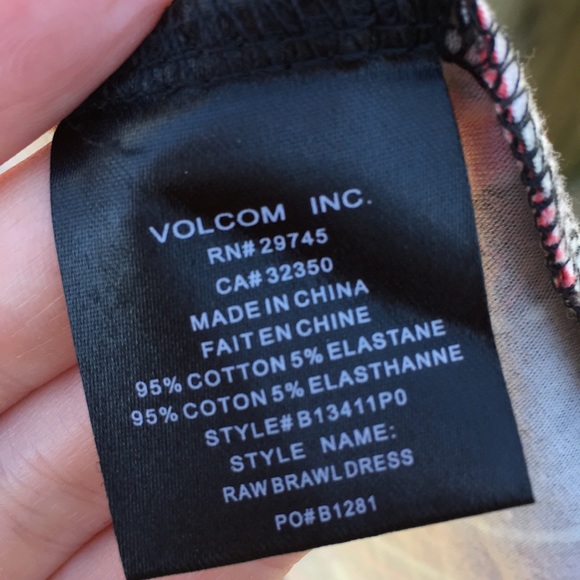 VOLCOM INC.
RN#29745
CA#32350
MADE IN CHINA
FAIT EN CHINE
95% COTTON 5% ELASTANE
95% COTON 5% ELASTHANNE
STYLE#B13411P0
STYLE NAME:
RAW BRAWL DRESS
PO#B1281